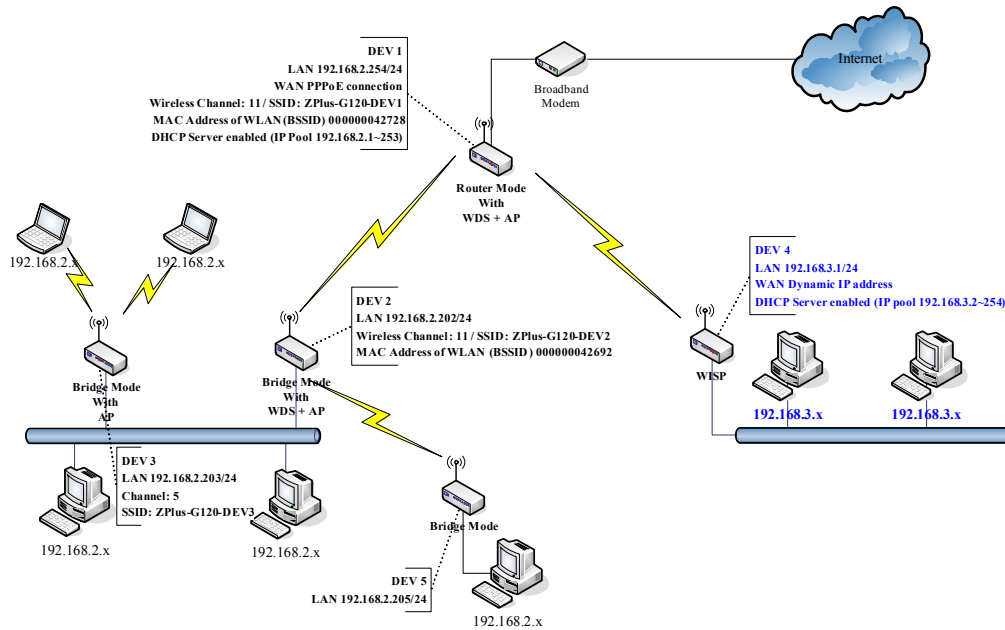 DEV 1
LAN 192.168.2.254/24
WAN PPPoE connection
Wireless Channel: 11 / SSID: ZPlus-G120-DEV1
MAC Address of WLAN (BSSID) 000000042728
DHCP Server enabled (IP Pool 192.168.2.1~253)
Broadband
Modem
Internet
Router Mode
With
WDS + AP
192.168.2.x
192.168.2.x
DEV 4
LAN 192.168.3.1/24
WAN Dynamic IP address
DHCP Server enabled (IP pool 192.168.3.2~254)
DEV 2
LAN 192.168.2.202/24
Wireless Channel: 11 / SSID: ZPlus-G120-DEV2
MAC Address of WLAN (BSSID) 000000042692
Bridge Mode
With
AP
Bridge Mode
With
WDS + AP
WISP
192.168.3.x
192.168.3.x
DEV 3
LAN 192.168.2.203/24
Channel: 5
SSID: ZPlus-G120-DEV3
192.168.2.x
192.168.2.x
Bridge Mode
DEV 5
LAN 192.168.2.205/24
192.168.2.x